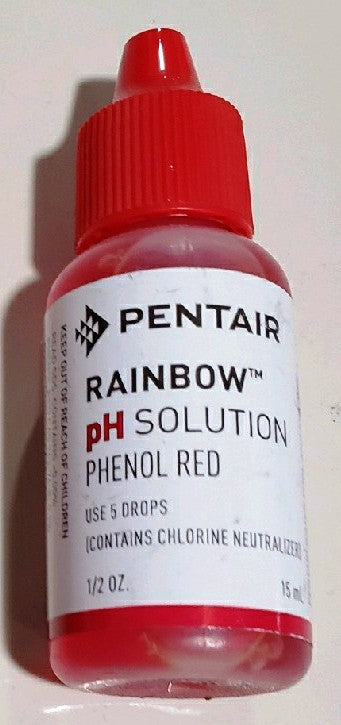 PENTAIR
RAINBOW™
pH SOLUTION
PHENOL RED
USE 5 DROPS
(CONTAINS CHLORINE NEUTRALIZER)
1/2 OZ. 15 mL
KEEP OUT OF REACH OF CHILDREN